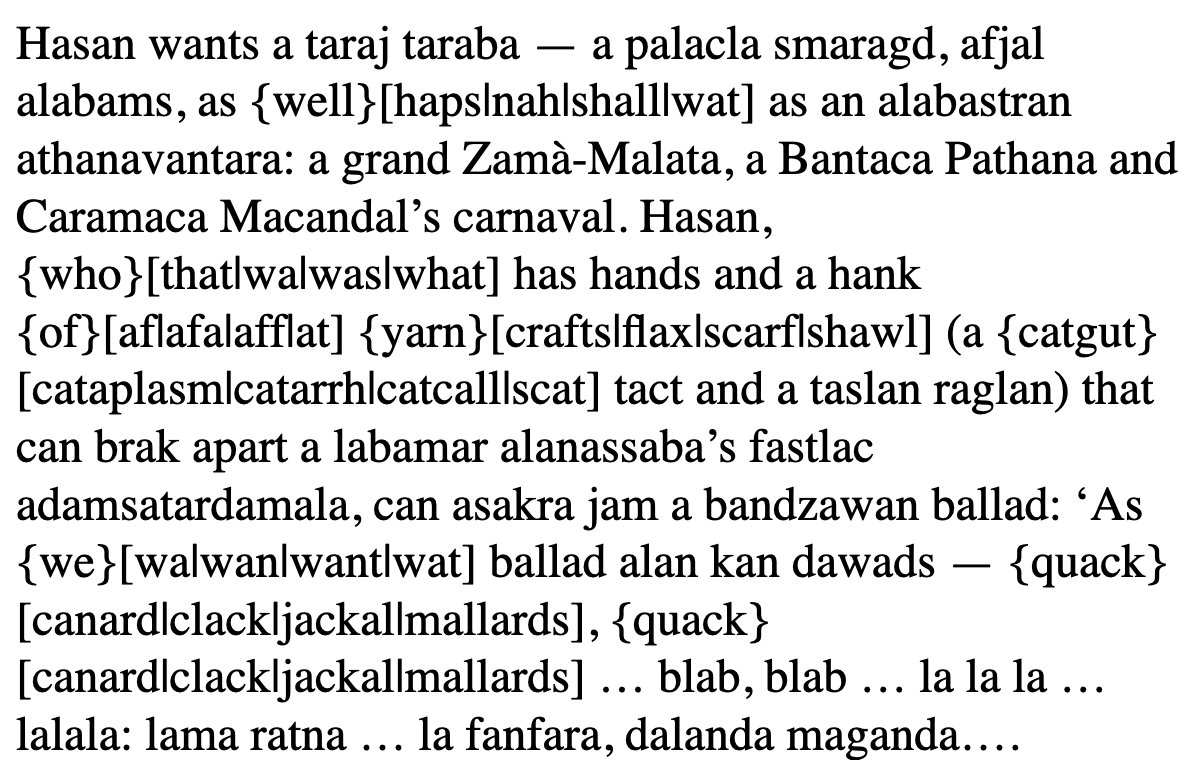 Hasan wants a taraj taraba — a palacla smaragd, afjal
alabams, as {well}[haps|nah|shall|wat] as an alabastran
athanavantara: a grand Zamà-Malata, a Bantaca Pathana and
Caramaca Macandal’s carnaval. Hasan,
{who}[that|wa|was|what] has hands and a hank
{of}[af|afa|aff|at] {yarn}[crafts|flax|scarf|shawl] (a {catgut}
[cataplasm|catarrh|catcall|scat] tact and a taslan raglan) that
can brak apart a labamar alanassaba’s fastlac
adamsatardamala, can asakra jam a bandzawan ballad: ‘As
{we}[wa|wan|want|wat] ballad alan kan dawads — {quack}
[canard|clack|jackal|mallards], {quack}
[canard|clack|jackal|mallards] … blab, blab … la la la …
lalala: lama ratna … la fanfara, dalanda maganda….